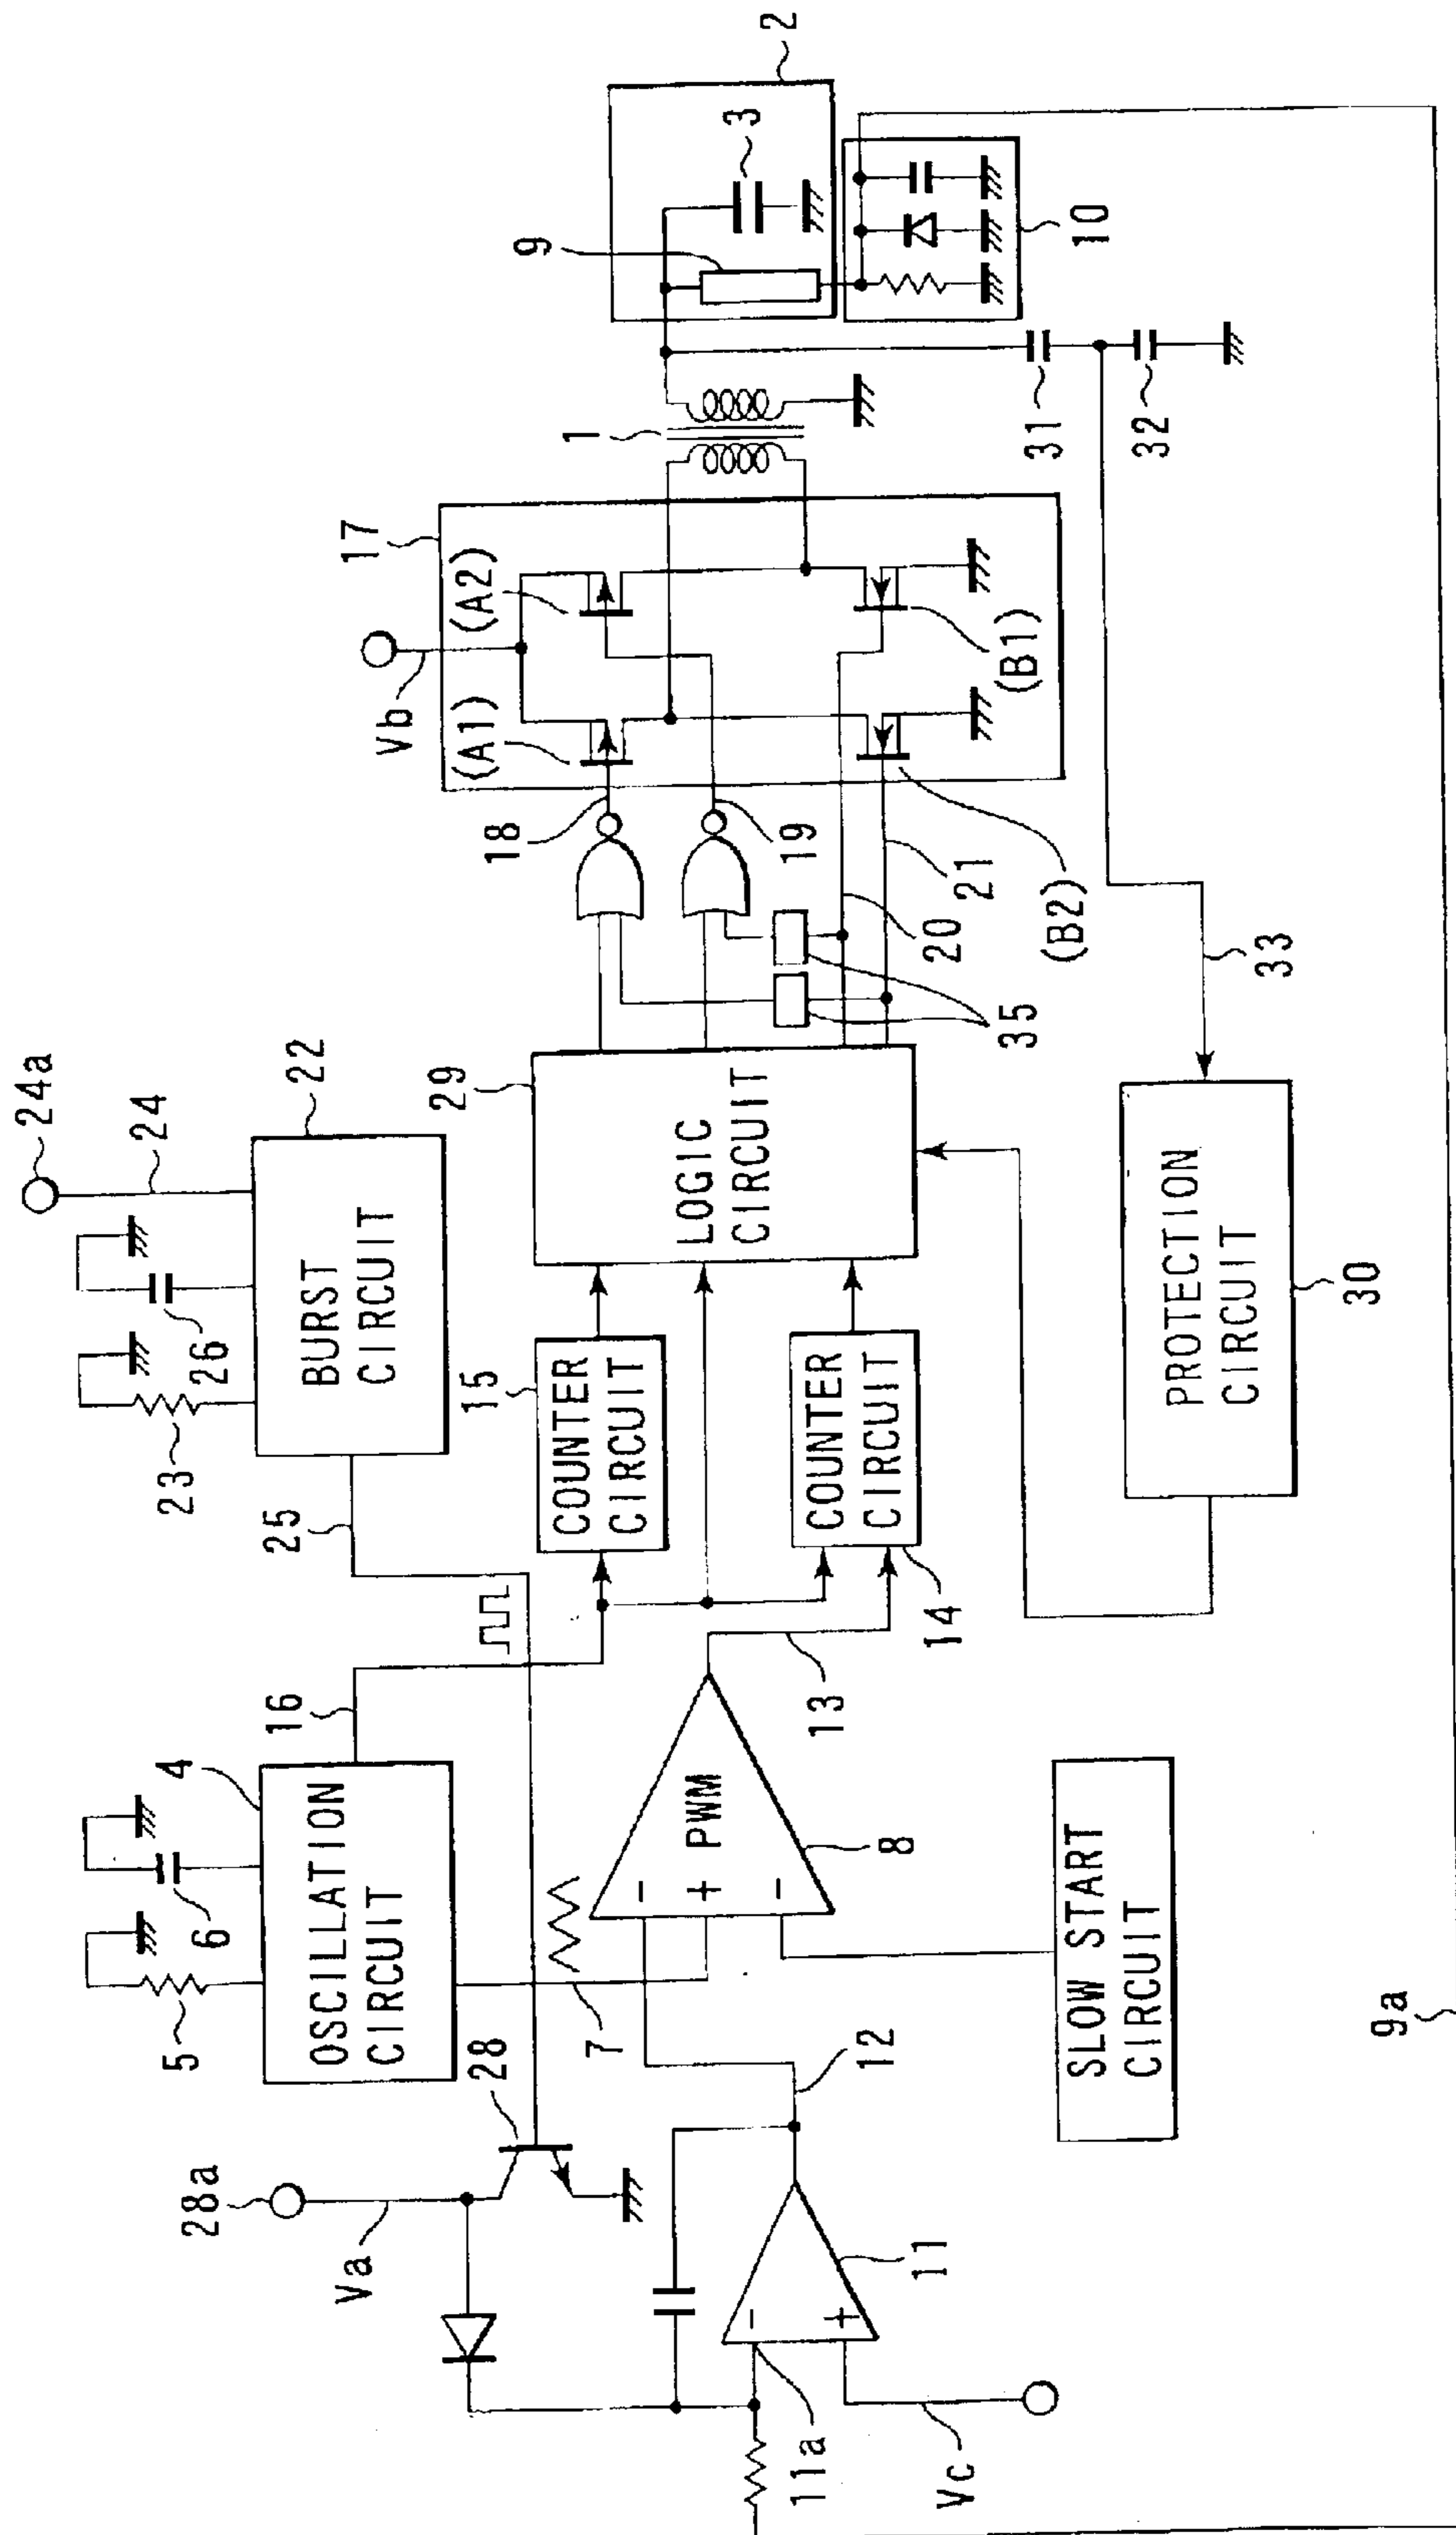 24a
24
22
BURST
CIRCUIT
26
23
25
16
4
OSCILLATION
CIRCUIT
6
5
28
28a
Va
7
PWM
8
13
12
11
11a
Vc
SLOW START
CIRCUIT
9a
15
COUNTER
CIRCUIT
COUNTER
CIRCUIT
14
29
LOGIC
CIRCUIT
PROTECTION
CIRCUIT
30
33
35
18
19
20
21
17
Vb
(A1)
(A2)
(B1)
(B2)
1
31
32
2
3
9
10